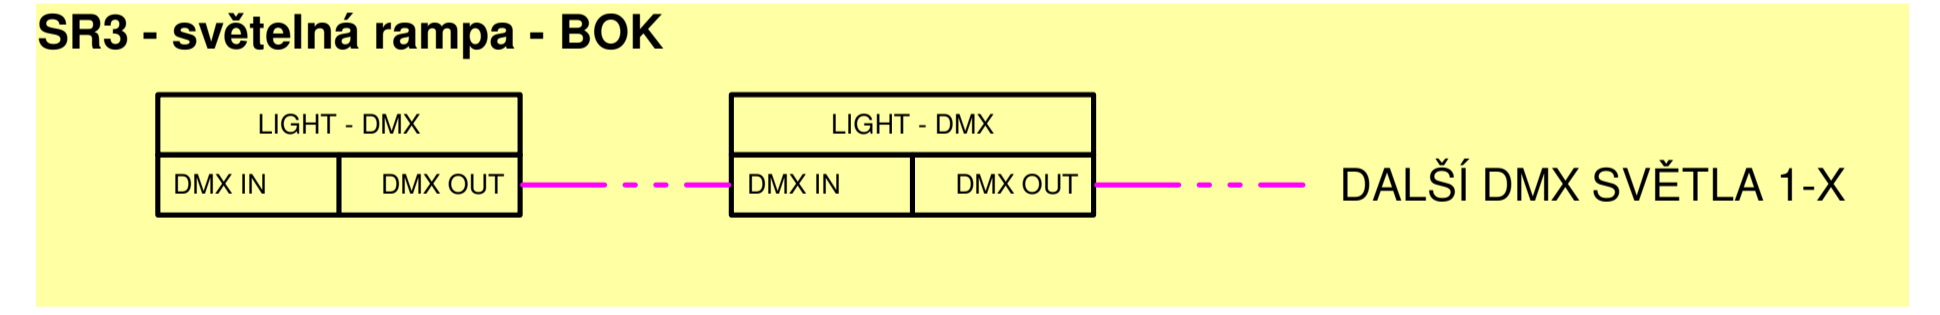 SR3 - světelná rampa - BOK
LIGHT - DMX
LIGHT - DMX
DMX IN
DMX OUT
DMX IN
DMX OUT
DALŠÍ DMX SVĚTLA 1-X